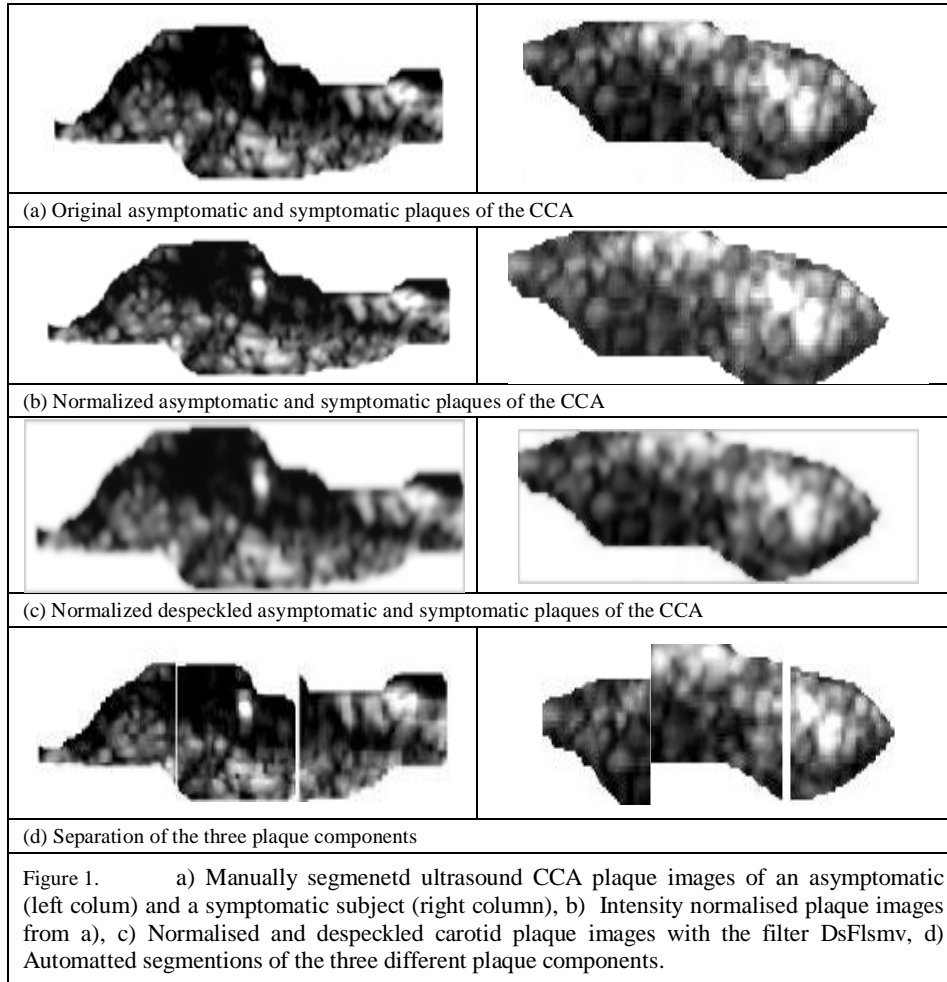 (a) Original asymptomatic and symptomatic plaques of the CCA
(b) Normalized asymptomatic and symptomatic plaques of the CCA
(c) Normalized despeckled asymptomatic and symptomatic plaques of the CCA
(d) Separation of the three plaque components
Figure 1. a) Manually segmenetd ultrasound CCA plaque images of an asymptomatic
(left colum) and a symptomatic subject (right column), b) Intensity normalised plaque images
from a), c) Normalised and despeckled carotid plaque images with the filter DsFlsmv, d)
Automatted segmentions of the three different plaque components.